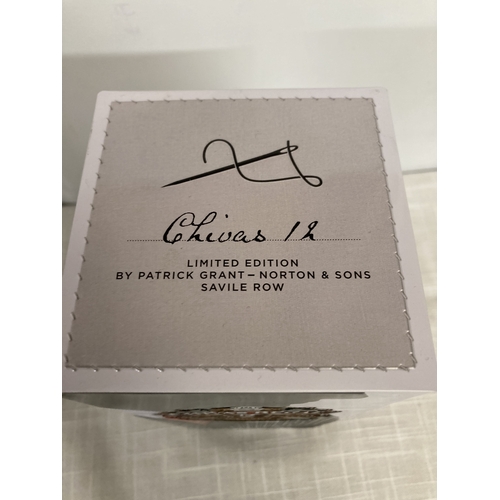 Chivas 12
LIMITED EDITION
BY PATRICK GRANT – NORTON & SONS
SAVILE ROW